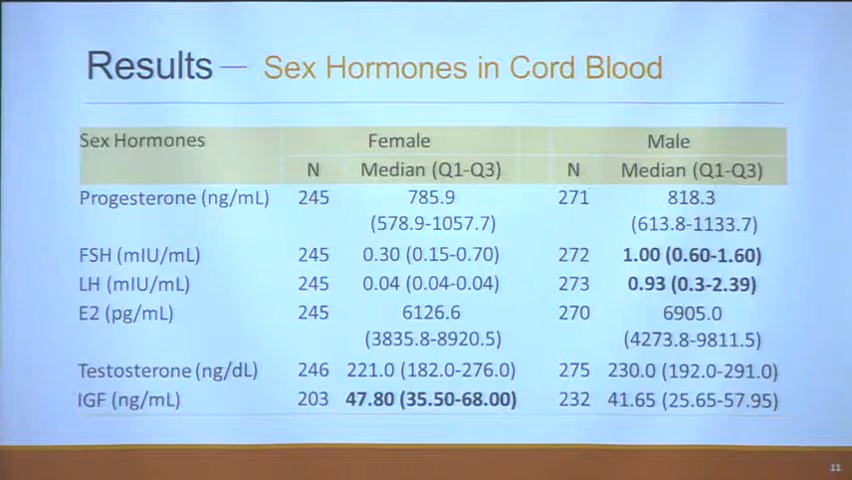 Results — Sex Hormones in Cord Blood
Sex Hormones Female Male
N Median (Q1-Q3) N Median (Q1-Q3)
Progesterone (ng/mL) 245 785.9 271 818.3
(578.9-1057.7) (613.8-1133.7)
FSH (mIU/mL) 245 0.30 (0.15-0.70) 272 1.00 (0.60-1.60)
LH (mIU/mL) 245 0.04 (0.04-0.04) 273 0.93 (0.3-2.39)
E2 (pg/mL) 245 6126.6 270 6905.0
(3835.8-8920.5) (4273.8-9811.5)
Testosterone (ng/dL) 246 221.0 (182.0-276.0) 275 230.0 (192.0-291.0)
IGF (ng/mL) 203 47.80 (35.50-68.00) 232 41.65 (25.65-57.95)
11